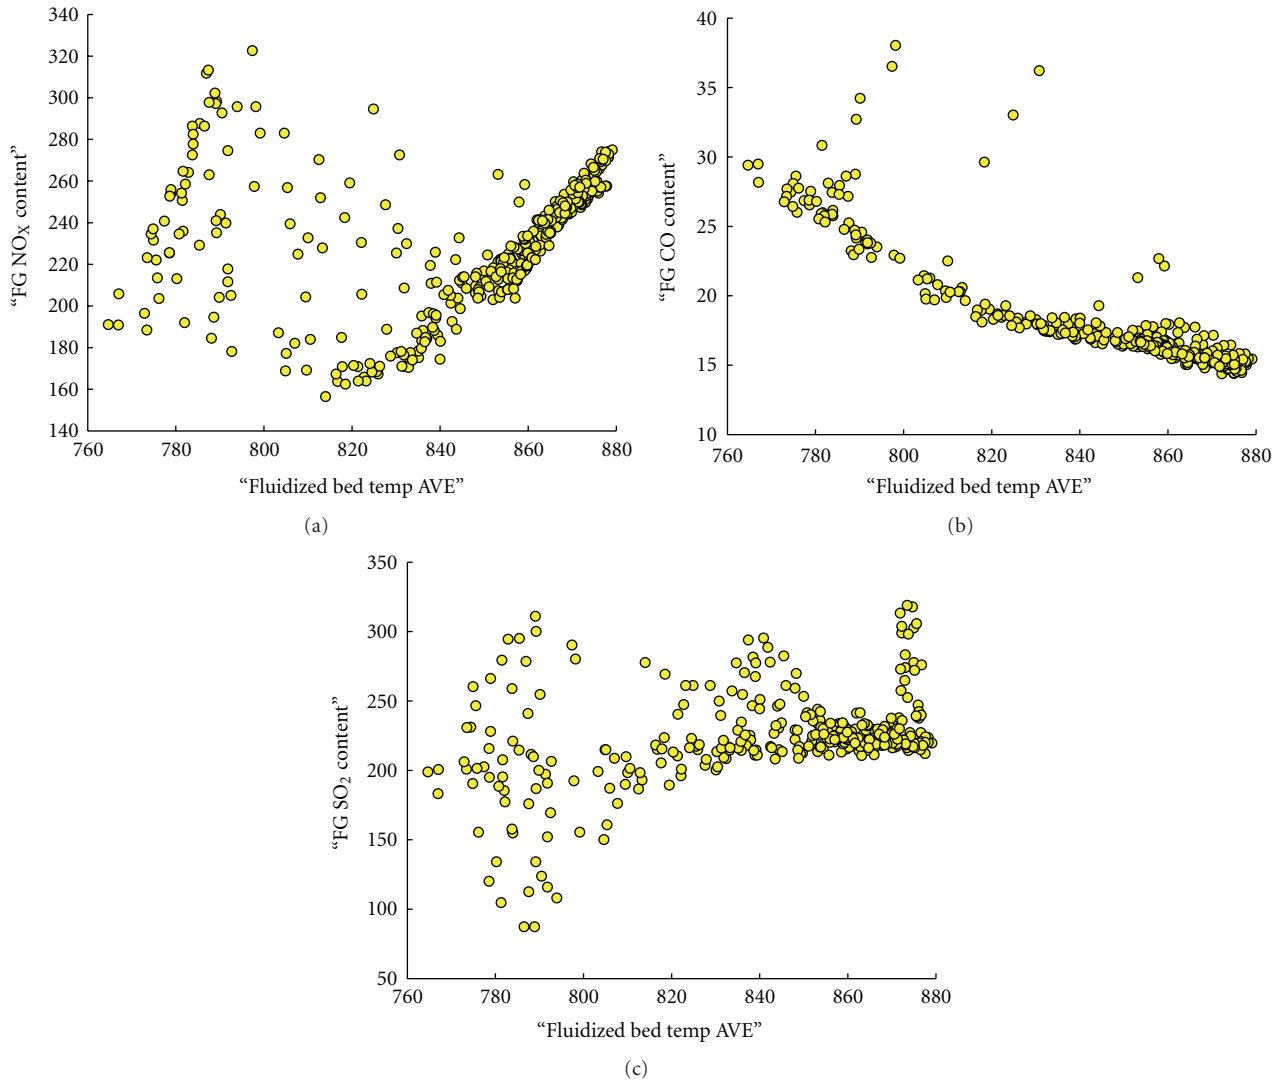 340
320
300
280
260
240
220
200
180
160
140
760 780 800 820 840 860 880
“FG NOX content”
“Fluidized bed temp AVE”
(a)
40
35
30
25
20
15
10
760 780 800 820 840 860 880
“FG CO content”
“Fluidized bed temp AVE”
(b)
350
300
250
200
150
100
50
760 780 800 820 840 860 880
“FG SO2 content”
“Fluidized bed temp AVE”
(c)